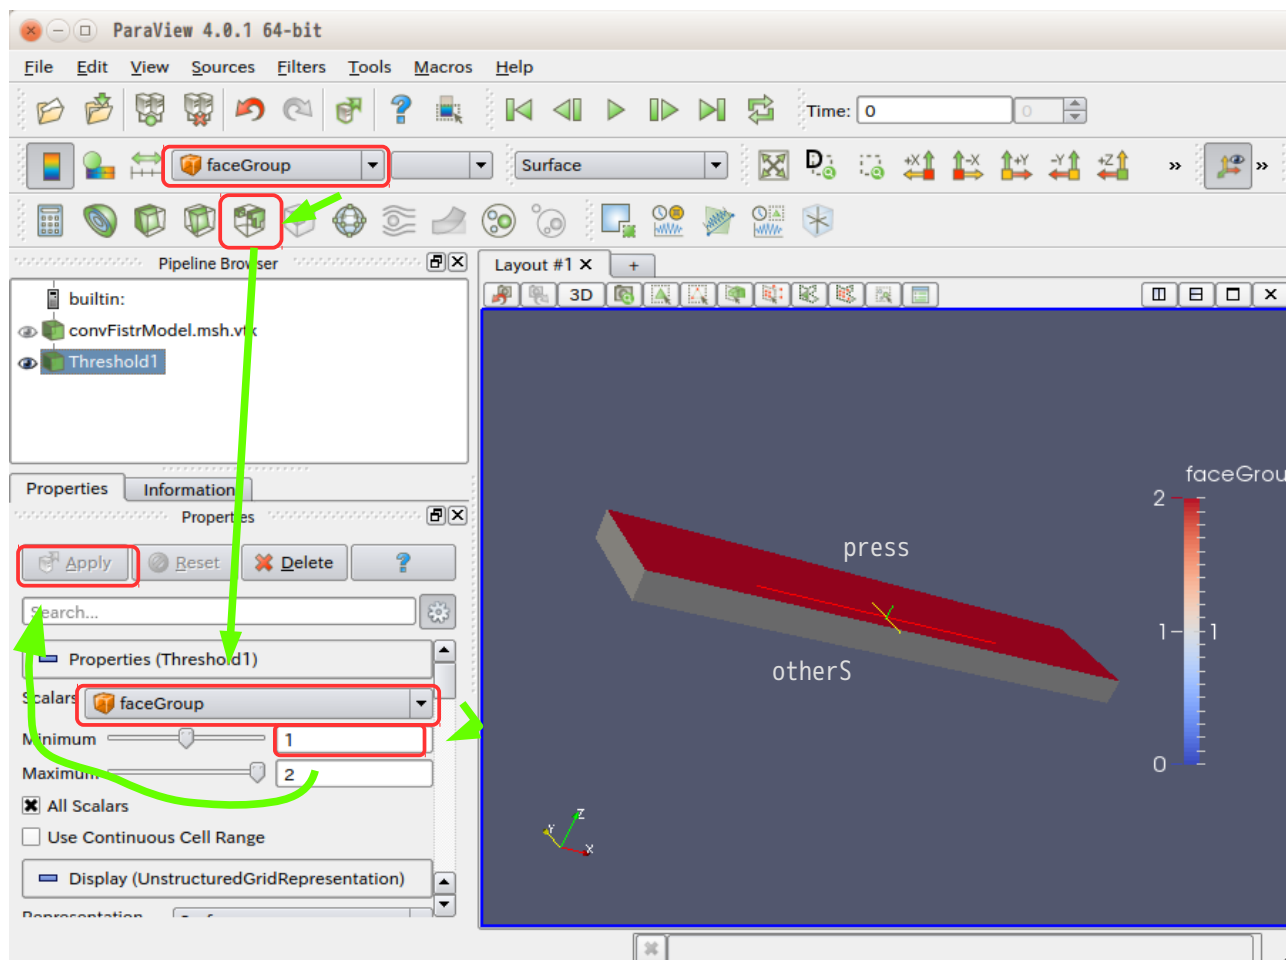 ParaView 4.0.1 64-bit
File Edit View Sources Filters Tools Macros Help
Time: 0 0
faceGroup Surface +X -X +Y -Y +Z »  »
Pipeline Browser
Layout #1 +
3D
builtin:
convFistrModel.msh.vtk
Threshold1
Properties Information
Properties
Apply Reset Delete ?
Search...
Properties (Threshold1)
Scalars faceGroup
Minimum 1
Maximum 2
All Scalars
Use Continuous Cell Range
Display (UnstructuredGridRepresentation)
faceGrou
2
press
1 1
otherS
0
Z
Y
X